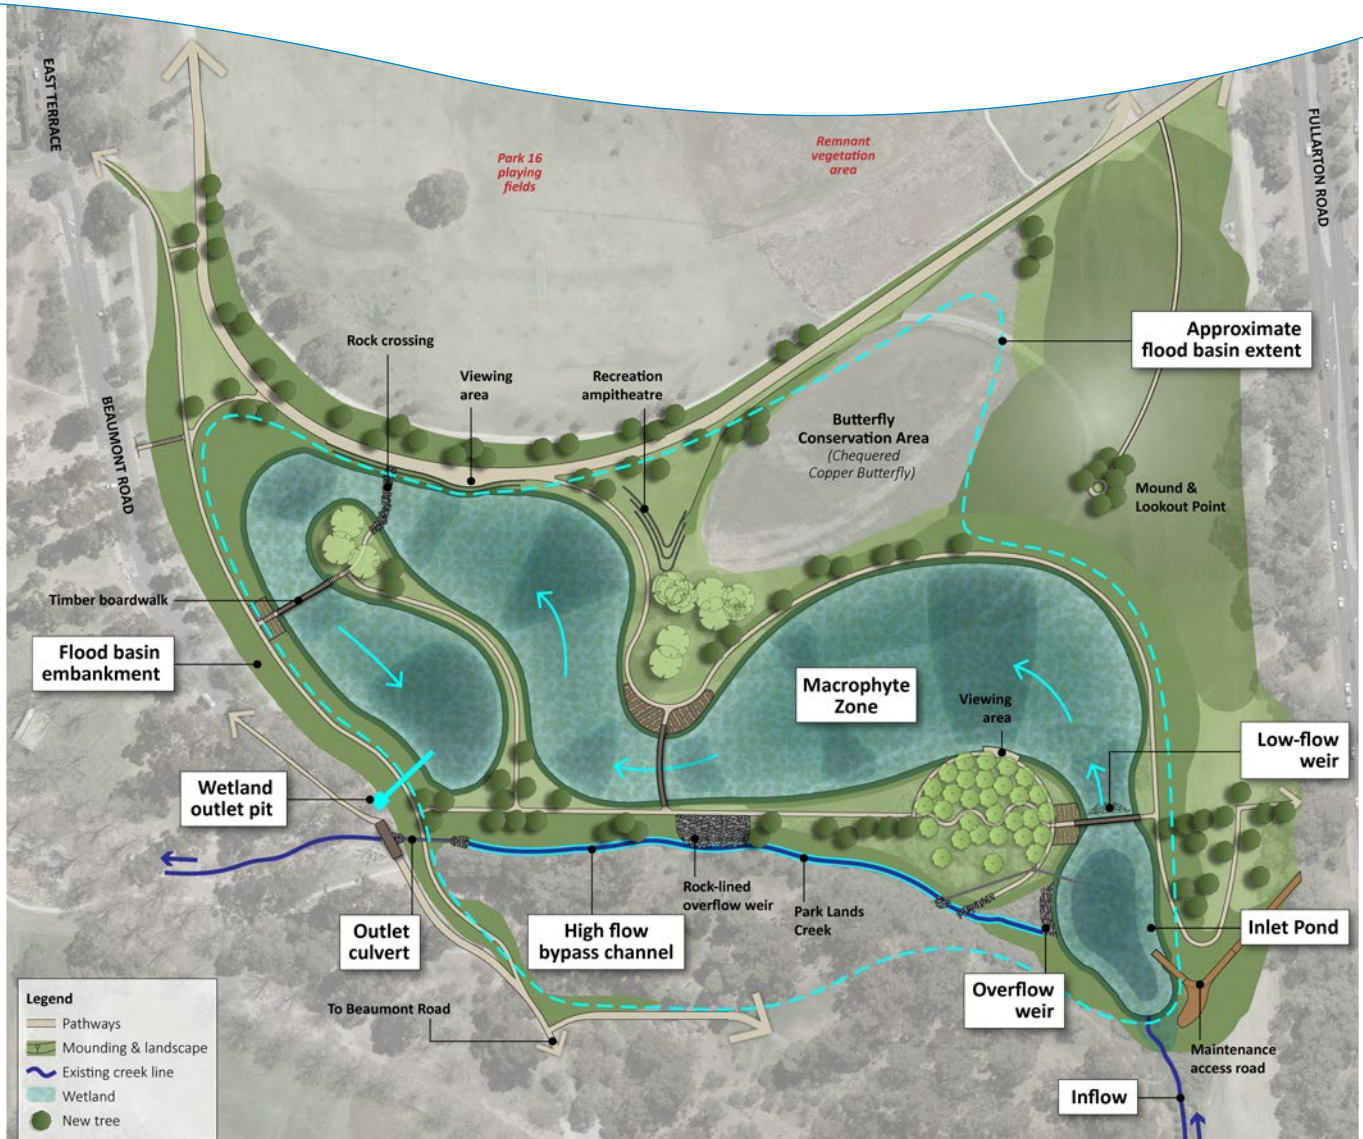 EAST TERRACE
FULLARTON ROAD
Park 16
playing
fields
Remnant
vegetation
area
Approximate
flood basin extent
Rock crossing
Viewing
area
Recreation
ampitheatre
BEAUMONT ROAD
Butterfly
Conservation Area
(Chequered
Copper Butterfly)
Mound &
Lookout Point
Timber boardwalk
Flood basin
embankment
Macrophyte
Zone
Viewing
area
Low-flow
weir
Wetland
outlet pit
Rock-lined
overflow weir
Park Lands
Creek
Outlet
culvert
High flow
bypass channel
Inlet Pond
Overflow
weir
To Beaumont Road
Maintenance
access road
Inflow
Legend
Pathways
Mounding & landscape
Existing creek line
Wetland
New tree